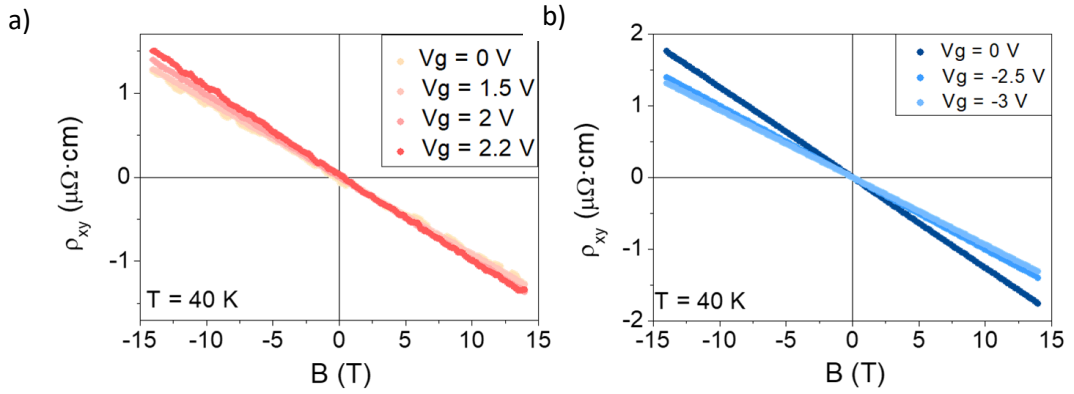 a)
ρxy (μΩ·cm)
1
0
-1
Vg = 0 V
Vg = 1.5 V
Vg = 2 V
Vg = 2.2 V
T = 40 K
-15 -10 -5 0 5 10 15
B (T)
b)
ρxy (μΩ·cm)
2
1
0
-1
-2
Vg = 0 V
Vg = -2.5 V
Vg = -3 V
T = 40 K
-15 -10 -5 0 5 10 15
B (T)